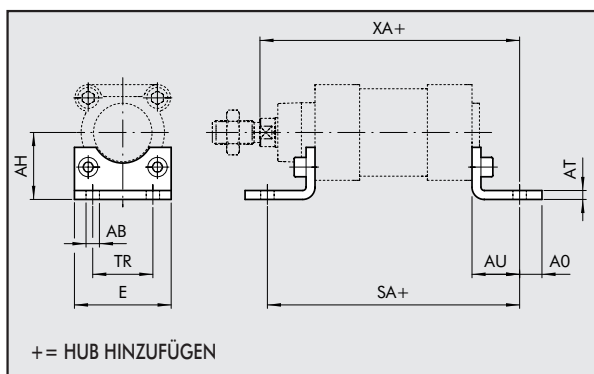 XA+
AH
AT
AB
TR
AU
A0
E
SA+
+= HUB HINZUFÜGEN